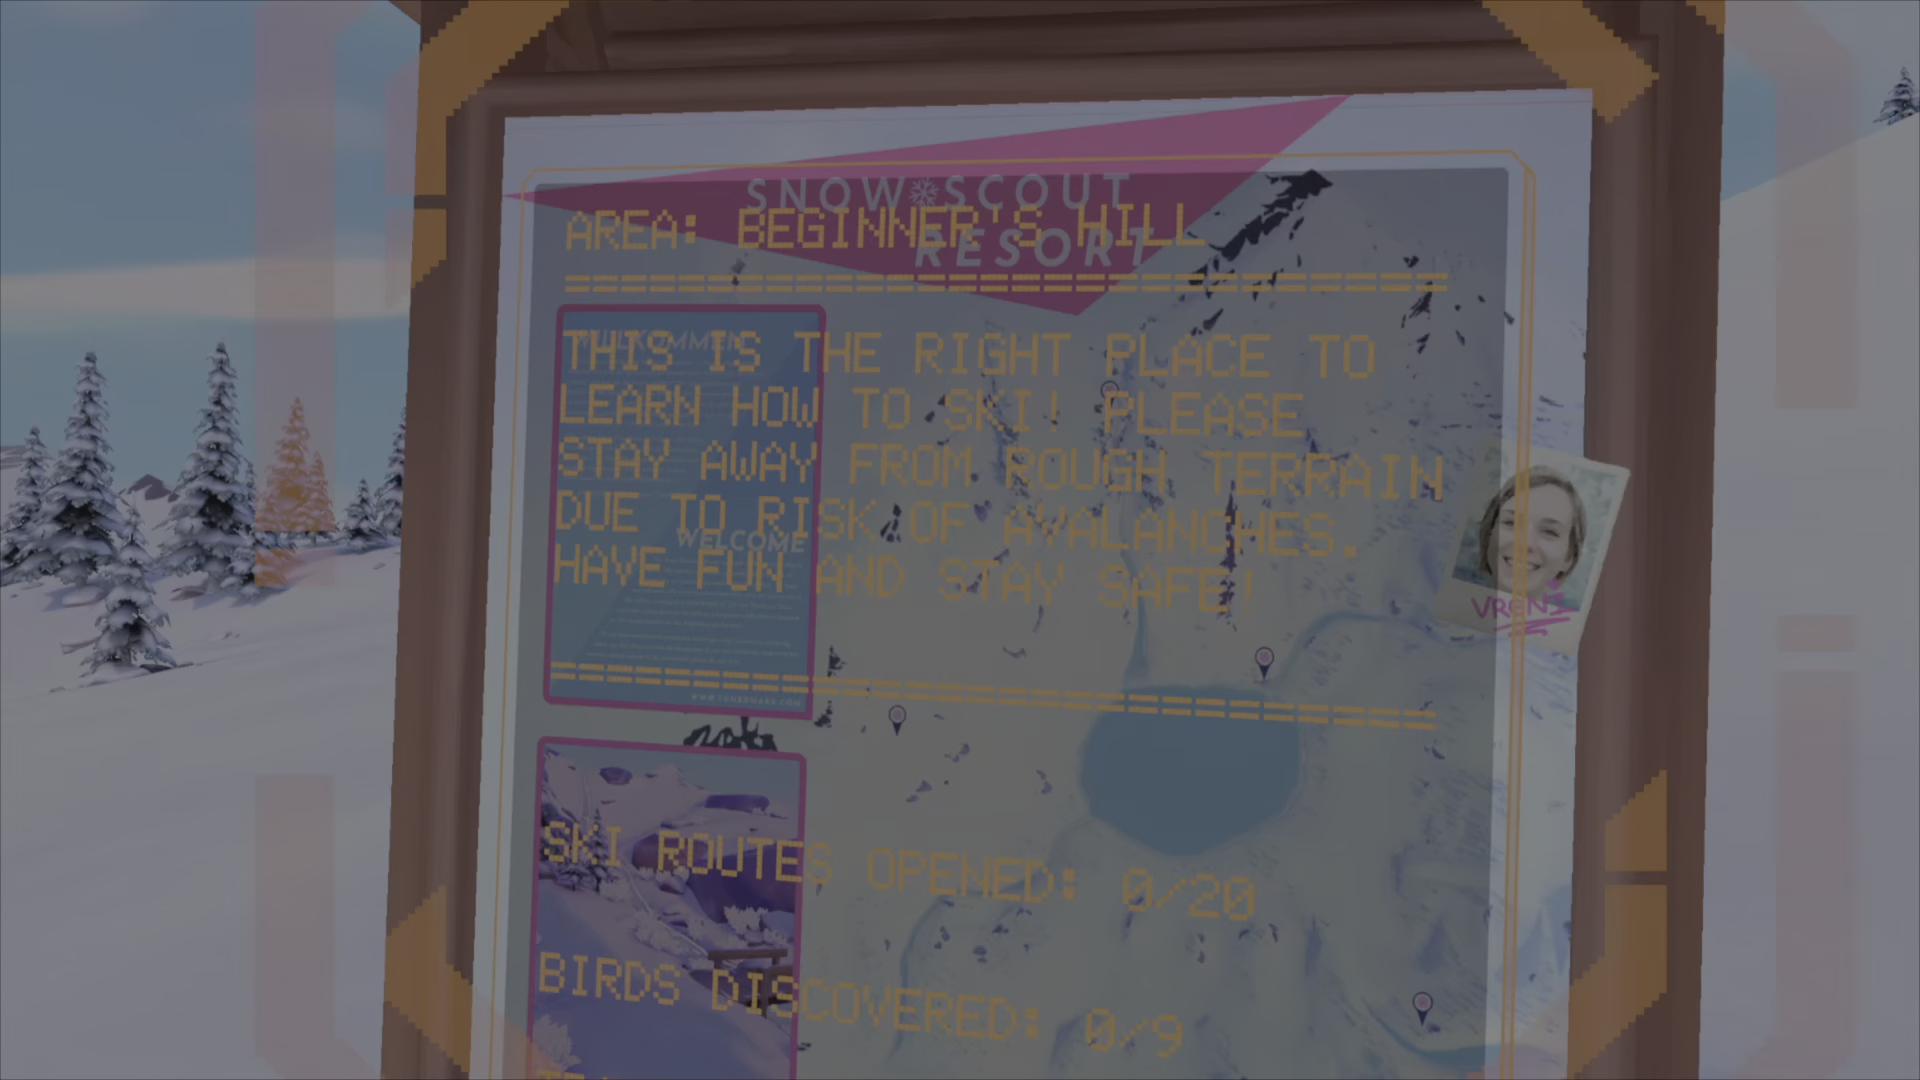 SNOW SCOUT
RESORT
AREA: BEGINNER'S HILL
WILLKOMMEN
THIS IS THE RIGHT PLACE TO
LEARN HOW TO SKI! PLEASE
STAY AWAY FROM ROUGH TERRAIN
DUE TO RISK OF AVALANCHES.
WELCOME
HAVE FUN AND STAY SAFE!
VRENI
SKI ROUTES OPENED: 0/20
BIRDS DISCOVERED: 0/9